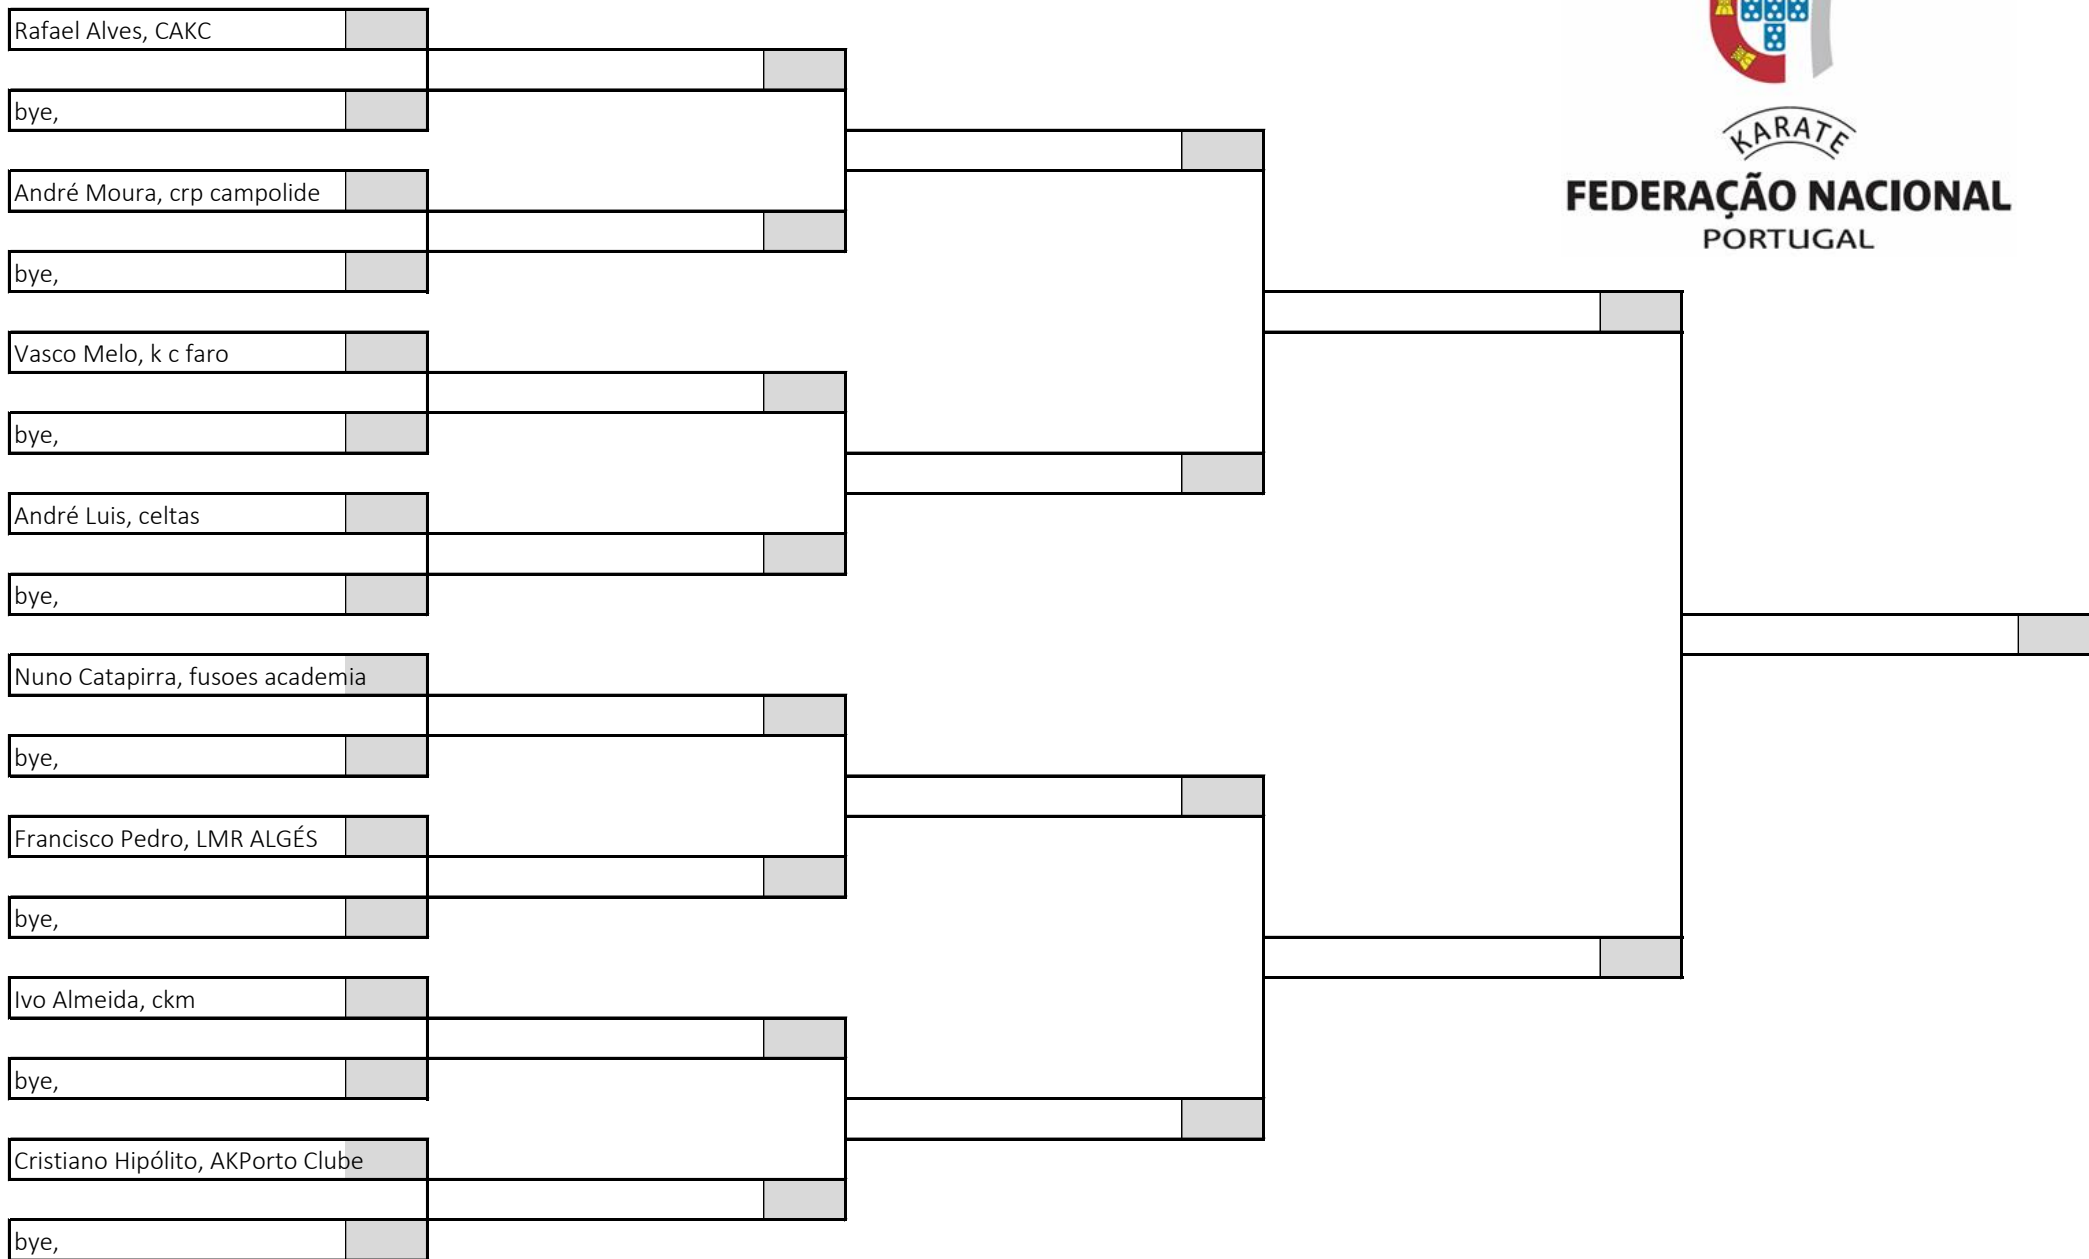 Rafael Alves, CAKC
bye,
André Moura, crp campolide
bye,
Vasco Melo, k c faro
bye,
André Luis, celtas
bye,
Nuno Catapirra, fusoes academia
bye,
Francisco Pedro, LMR ALGÉS
bye,
Ivo Almeida, ckm
bye,
Cristiano Hipólito, AKPorto Clube
bye,
KARATE
FEDERAÇÃO NACIONAL
PORTUGAL